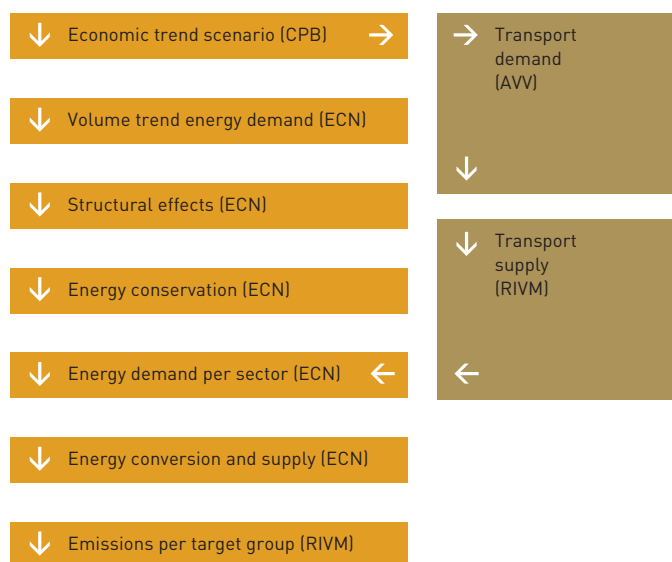 Economic trend scenario (CPB)
Volume trend energy demand (ECN)
Structural effects (ECN)
Energy conservation (ECN)
Energy demand per sector (ECN)
Energy conversion and supply (ECN)
Emissions per target group (RIVM)
Transport
demand
(AVV)
Transport
supply
(RIVM)